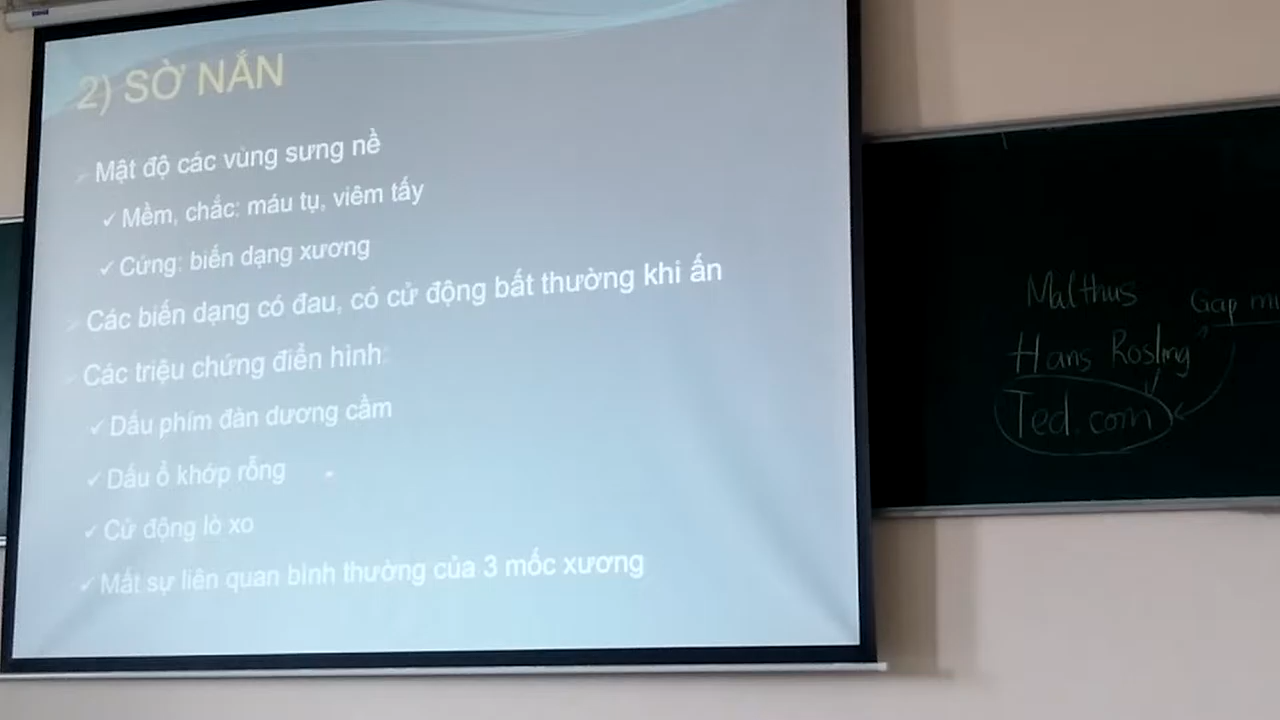 2) SỜ NẮN
Mật độ các vùng sưng nề
✓ Mềm, chắc: máu tụ, viêm tấy
✓ Cứng: biến dạng xương
Các biến dạng có đau, có cử động bất thường khi ấn
Các triệu chứng điển hình:
✓ Dấu phím đàn dương cầm
✓ Dấu ổ khớp rỗng
✓ Cử động lò xo
✓ Mất sự liên quan bình thường của 3 mốc xương
Malthus
Gap
Hans Rosling
Ted.com